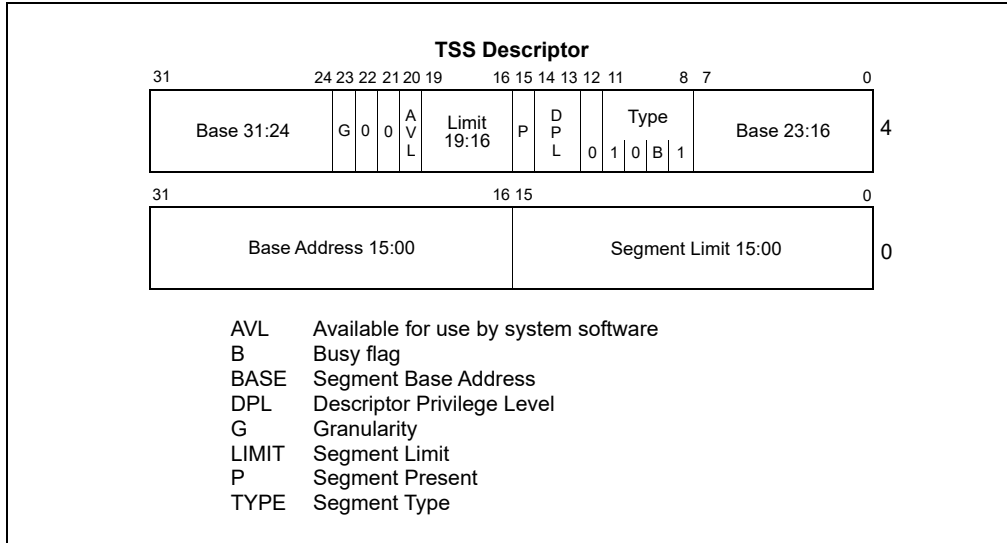 TSS Descriptor
31 24 23 22 21 20 19 16 15 14 13 12 11 8 7 0
Base 31:24 G 0 0 AVL Limit 19:16 P DPL 0 Type 1 0 B 1 Base 23:16 4
31 16 15 0
Base Address 15:00 Segment Limit 15:00 0
AVL Available for use by system software
B Busy flag
BASE Segment Base Address
DPL Descriptor Privilege Level
G Granularity
LIMIT Segment Limit
P Segment Present
TYPE Segment Type